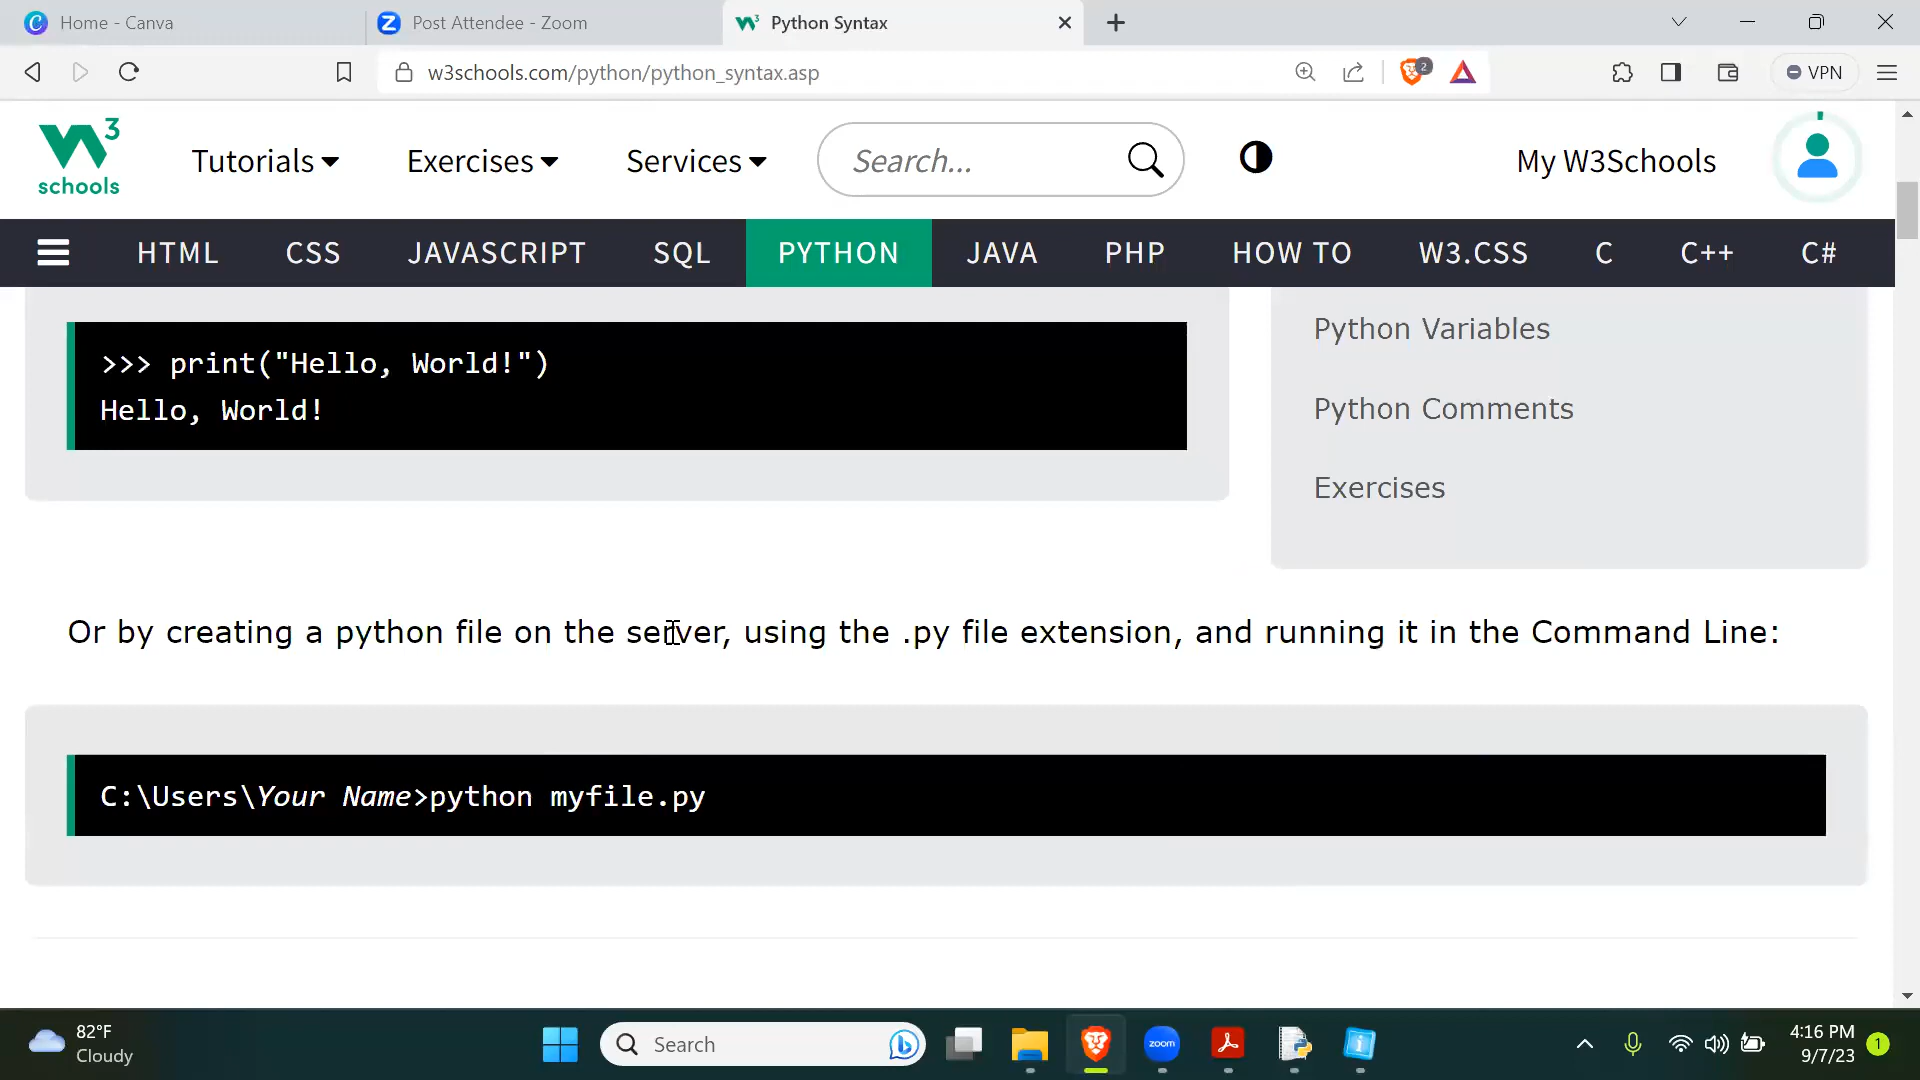 Home - Canva
Post Attendee - Zoom
Python Syntax
w3schools.com/python/python_syntax.asp
2
VPN
W3
schools
Tutorials
Exercises
Services
Search...
My W3Schools
HTML CSS JAVASCRIPT SQL PYTHON JAVA PHP HOW TO W3.CSS C C++ C#
>>> print("Hello, World!")
Hello, World!
Python Variables
Python Comments
Exercises
Or by creating a python file on the server, using the .py file extension, and running it in the Command Line:
C:\Users\Your Name>python myfile.py
82°F
Cloudy
Search
zoom
4:16 PM
9/7/23
1